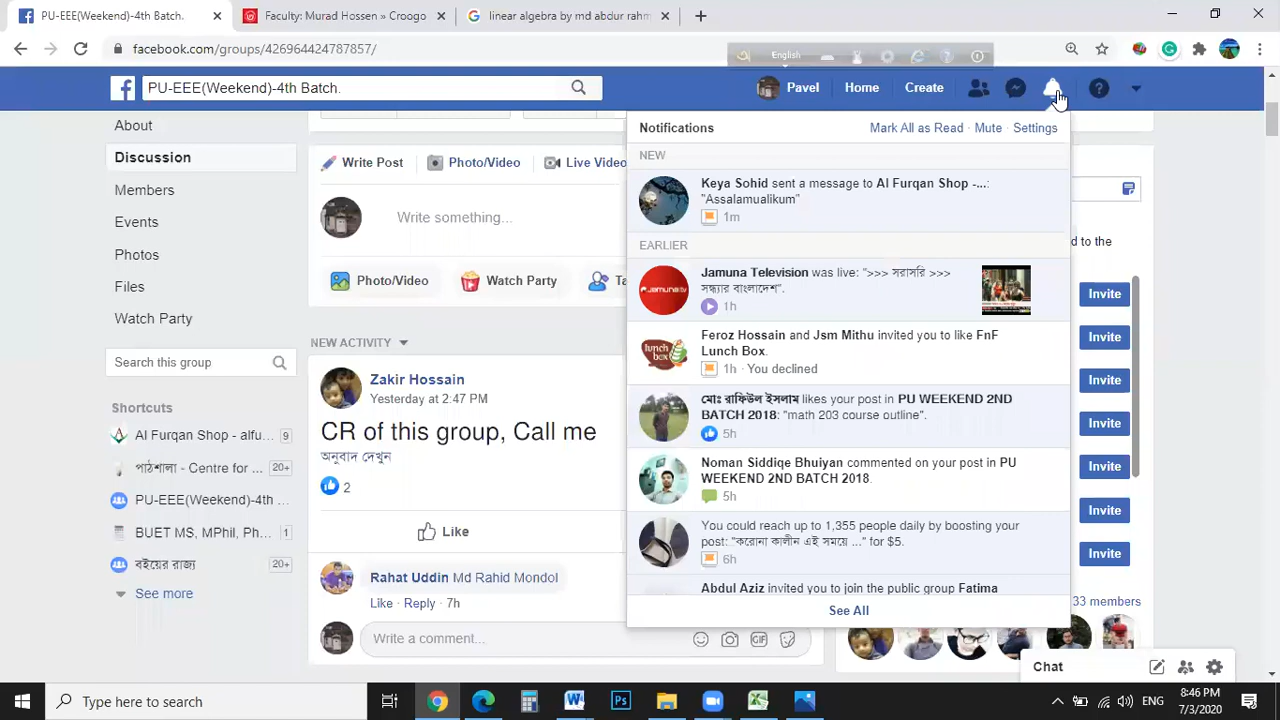 PU-EEE(Weekend)-4th Batch.
Faculty: Murad Hossen » Croogo
linear algebra by md abdur rahm
facebook.com/groups/426964424787857/
English
PU-EEE(Weekend)-4th Batch.
Pavel
Home
Create
About
Discussion
Members
Events
Photos
Files
Watch Party
Search this group
Shortcuts
Al Furqan Shop - alfu... 9
পাঠশালা - Centre for ... 20+
PU-EEE(Weekend)-4th ...
BUET MS, MPhil, Ph... 1
বইয়ের রাজ্য 20+
See more
Write Post
Photo/Video
Live Video
Write something...
Photo/Video
Watch Party
Ta
NEW ACTIVITY
Zakir Hossain
Yesterday at 2:47 PM
CR of this group, Call me
অনুবাদ দেখুন
2
Like
Rahat Uddin Md Rahid Mondol
Like · Reply · 7h
Write a comment...
GIF
Notifications
Mark All as Read · Mute · Settings
NEW
Keya Sohid sent a message to Al Furqan Shop -...:
"Assalamualikum"
1m
EARLIER
Jamuna Television was live: ">>> সরাসরি >>>
সন্ধ্যার বাংলাদেশ".
1h
Feroz Hossain and Jsm Mithu invited you to like FnF
Lunch Box.
1h · You declined
মোঃ রাফিউল ইসলাম likes your post in PU WEEKEND 2ND
BATCH 2018: "math 203 course outline".
5h
Noman Siddiqe Bhuiyan commented on your post in PU
WEEKEND 2ND BATCH 2018.
5h
You could reach up to 1,355 people daily by boosting your
post: "করোনা কালীন এই সময়ে ..." for $5.
6h
Abdul Aziz invited you to join the public group Fatima
See All
d to the
Invite
Invite
Invite
Invite
Invite
Invite
Invite
33 members
Chat
Type here to search
ENG
8:46 PM
7/3/2020